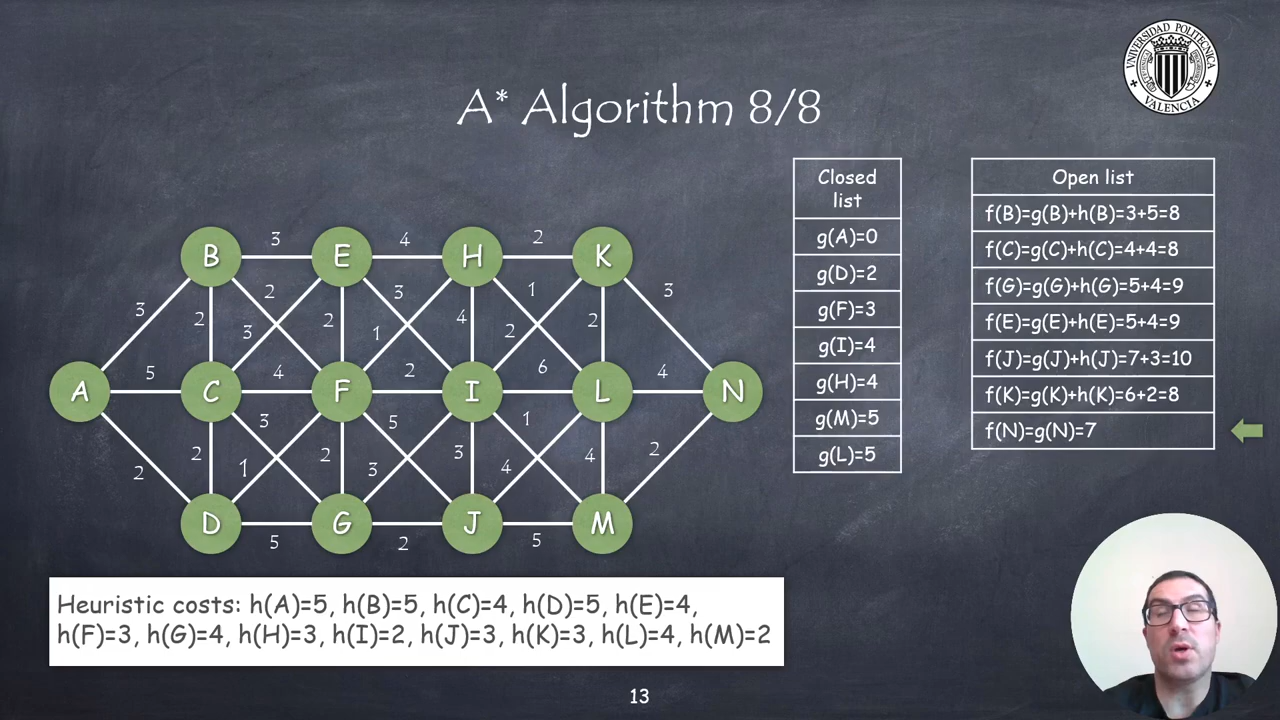 UNIVERSIDAD POLITECNICA
VALENCIA
A* Algorithm 8/8
Closed
list
g(A)=0
g(D)=2
g(F)=3
g(I)=4
g(H)=4
g(M)=5
g(L)=5
Open list
f(B)=g(B)+h(B)=3+5=8
f(C)=g(C)+h(C)=4+4=8
f(G)=g(G)+h(G)=5+4=9
f(E)=g(E)+h(E)=5+4=9
f(J)=g(J)+h(J)=7+3=10
f(K)=g(K)+h(K)=6+2=8
f(N)=g(N)=7
3 4 2
B E H K
3 2 2 3 2 3 1 4 1 2 2 3
5 4 2 6 4
A C F I L N
2 2 1 3 2 3 5 3 4 1 4 2
D G J M
5 2 5
Heuristic costs: h(A)=5, h(B)=5, h(C)=4, h(D)=5, h(E)=4,
h(F)=3, h(G)=4, h(H)=3, h(I)=2, h(J)=3, h(K)=3, h(L)=4, h(M)=2
13